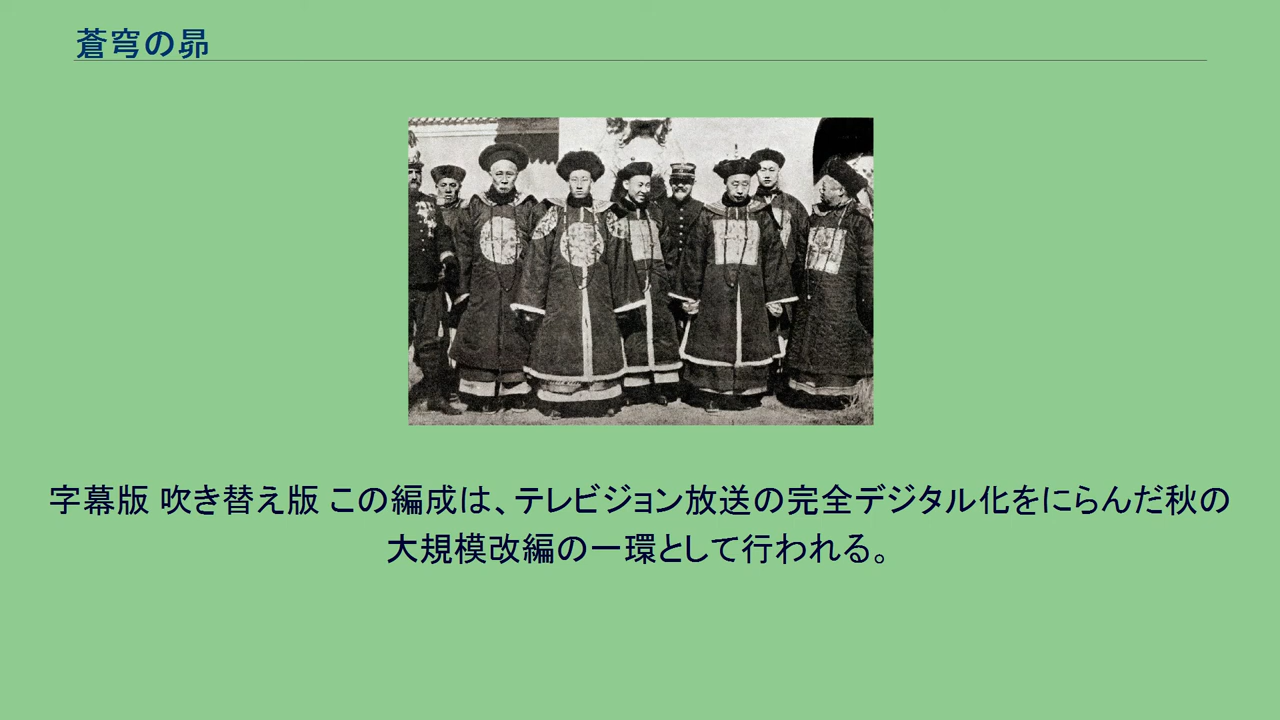 蒼穹の昴
字幕版 吹き替え版 この編成は、テレビジョン放送の完全デジタル化をにらんだ秋の
大規模改編の一環として行われる。